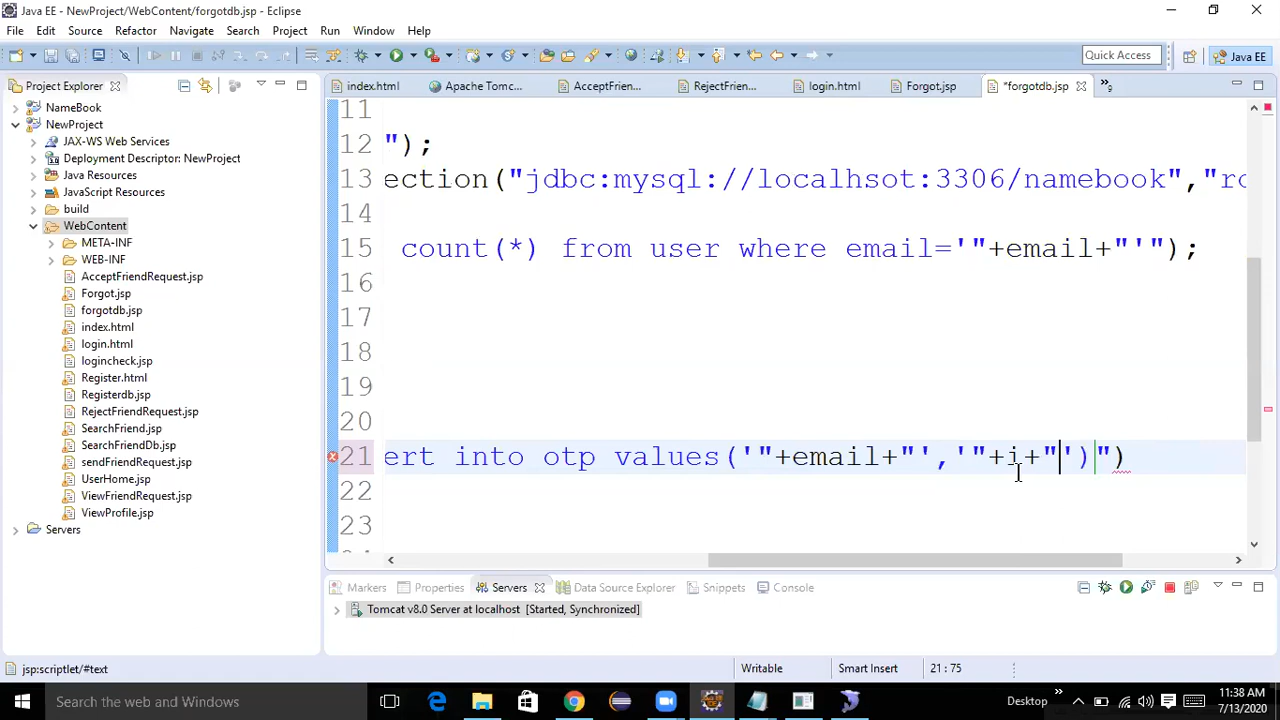 Java EE - NewProject/WebContent/forgotdb.jsp - Eclipse
File Edit Source Refactor Navigate Search Project Run Window Help
Quick Access
Java EE
Project Explorer
index.html
Apache Tomc...
AcceptFrien...
RejectFrien...
login.html
Forgot.jsp
*forgotdb.jsp
»9
NameBook
NewProject
JAX-WS Web Services
Deployment Descriptor: NewProject
Java Resources
JavaScript Resources
build
WebContent
META-INF
WEB-INF
AcceptFriendRequest.jsp
Forgot.jsp
forgotdb.jsp
index.html
login.html
logincheck.jsp
Register.html
Registerdb.jsp
RejectFriendRequest.jsp
SearchFriend.jsp
SearchFriendDb.jsp
sendFriendRequest.jsp
UserHome.jsp
ViewFriendRequest.jsp
ViewProfile.jsp
Servers
11
12 ");
13 ection("jdbc:mysql://localhsot:3306/namebook","ro
14
15 count(*) from user where email='"+email+"'");
16
17
18
19
20
21 ert into otp values('"+email+"','"+i+"')")
22
23
Markers Properties Servers Data Source Explorer Snippets Console
Tomcat v8.0 Server at localhost [Started, Synchronized]
jsp:scriptlet/#text
Writable
Smart Insert
21 : 75
Search the web and Windows
Desktop
»
11:38 AM
7/13/2020